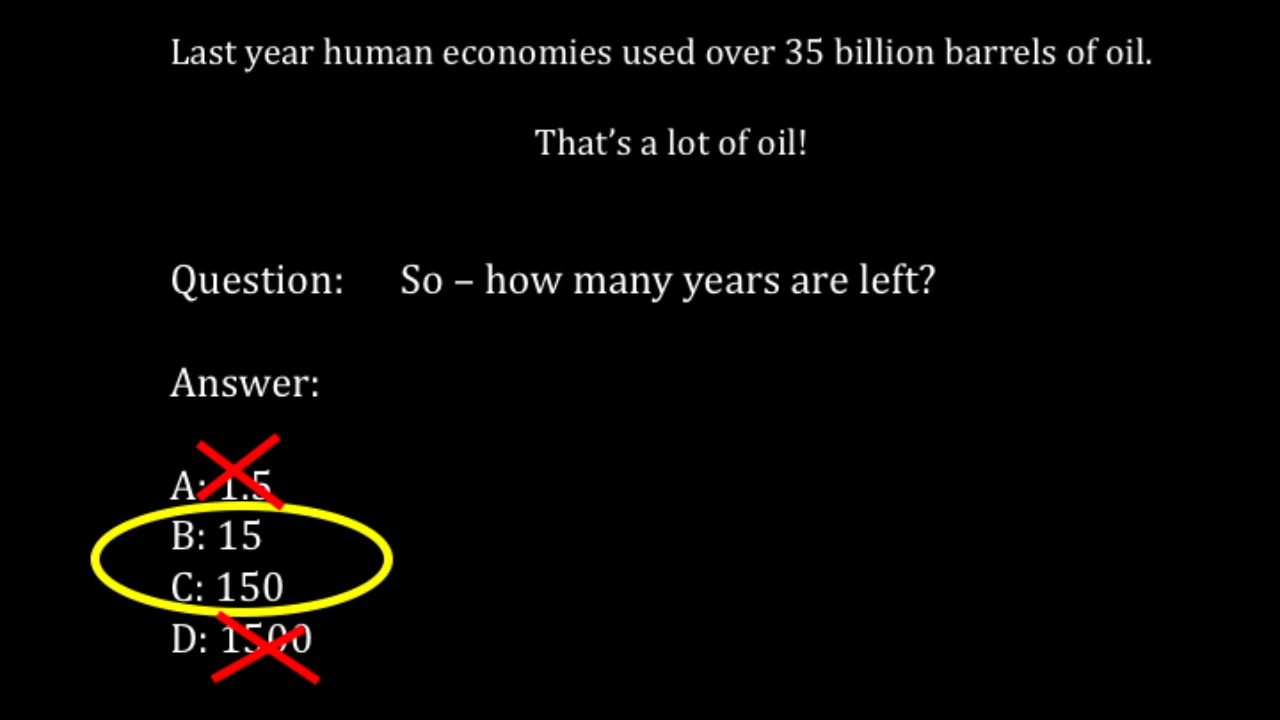 Last year human economies used over 35 billion barrels of oil.
That’s a lot of oil!
Question: So – how many years are left?
Answer:
A: 1.5
B: 15
C: 150
D: 1500